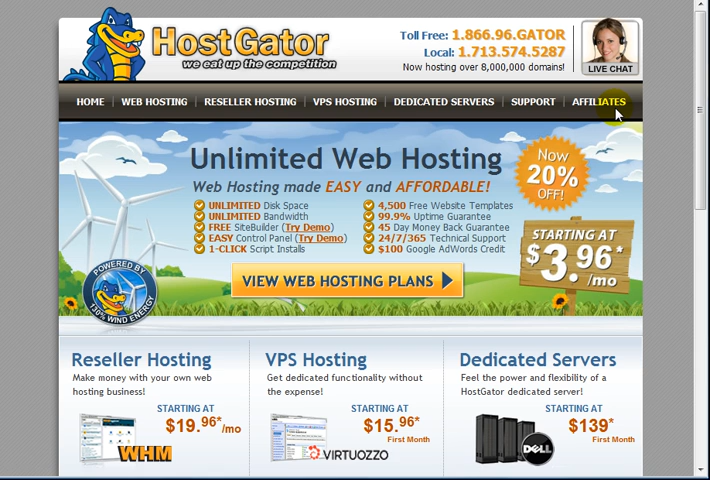 HostGator
we eat up the competition
Toll Free: 1.866.96.GATOR
Local: 1.713.574.5287
Now hosting over 8,000,000 domains!
LIVE CHAT
HOME WEB HOSTING RESELLER HOSTING VPS HOSTING DEDICATED SERVERS SUPPORT AFFILIATES
Unlimited Web Hosting
Web Hosting made EASY and AFFORDABLE!
UNLIMITED Disk Space
UNLIMITED Bandwidth
FREE SiteBuilder (Try Demo)
EASY Control Panel (Try Demo)
1-CLICK Script Installs
4,500 Free Website Templates
99.9% Uptime Guarantee
45 Day Money Back Guarantee
24/7/365 Technical Support
$100 Google AdWords Credit
Now
20%
OFF!
STARTING AT
$3.96*
/mo
VIEW WEB HOSTING PLANS
POWERED BY
130% WIND ENERGY
Reseller Hosting
Make money with your own web
hosting business!
STARTING AT
$19.96*/mo
WHM
VPS Hosting
Get dedicated functionality without
the expense!
STARTING AT
$15.96*
First Month
VIRTUOZZO
Dedicated Servers
Feel the power and flexibility of a
HostGator dedicated server!
STARTING AT
$139*
First Month
DELL